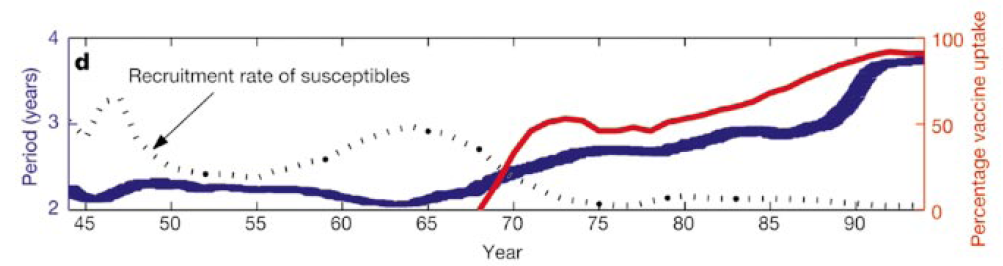 d
Recruitment rate of susceptibles
Period (years)
4
3
2
100
50
0
Percentage vaccine uptake
45 50 55 60 65 70 75 80 85 90
Year